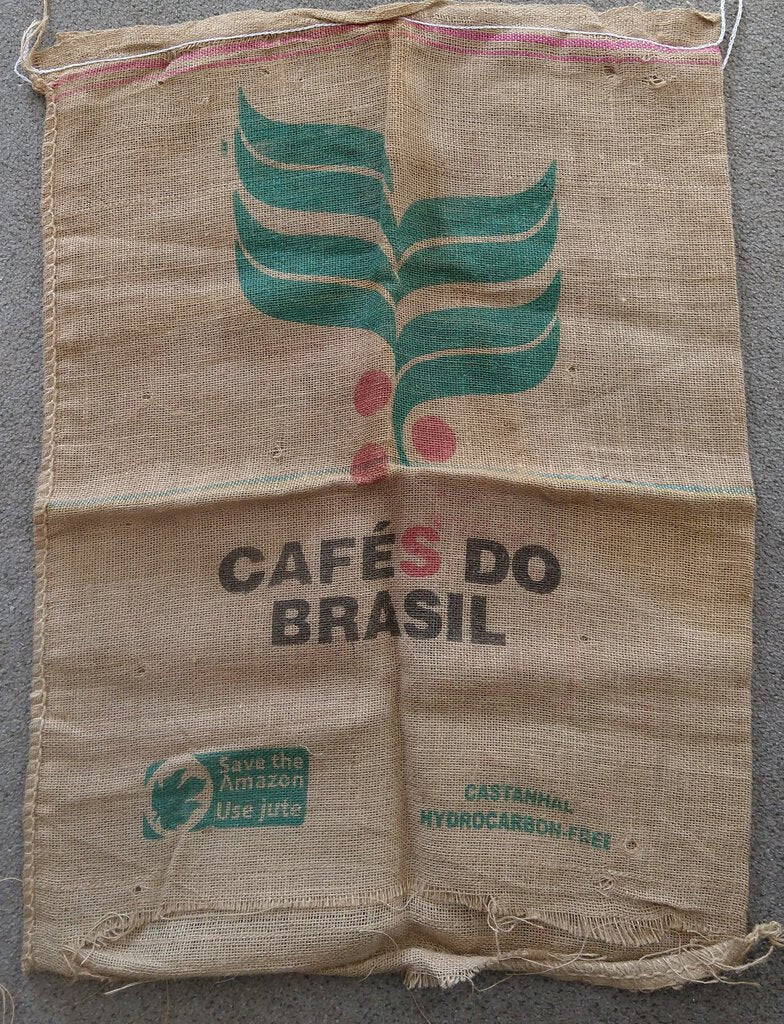 CAFÉS DO
BRASIL
Save the
Amazon
Use jute
CASTANHAL
HYDROCARBON-FREE